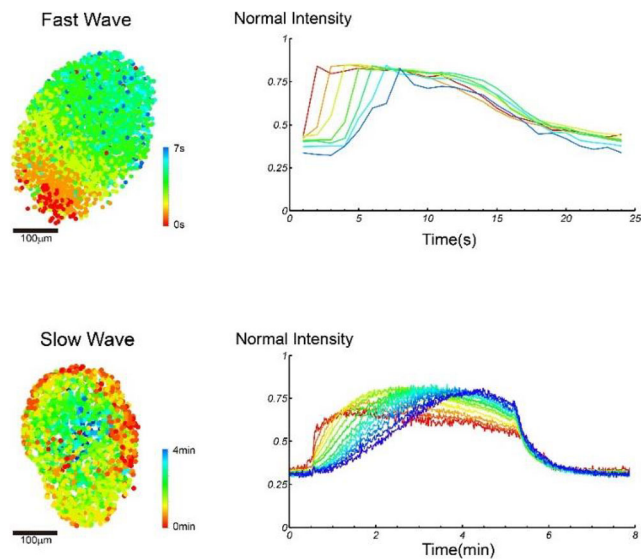 Fast Wave
Normal Intensity
7s
0s
100μm
1
0.75
0.5
0.25
0
0 5 10 15 20 25
Time(s)
Slow Wave
Normal Intensity
4min
0min
100μm
1
0.75
0.5
0.25
0
0 2 4 6 8
Time(min)